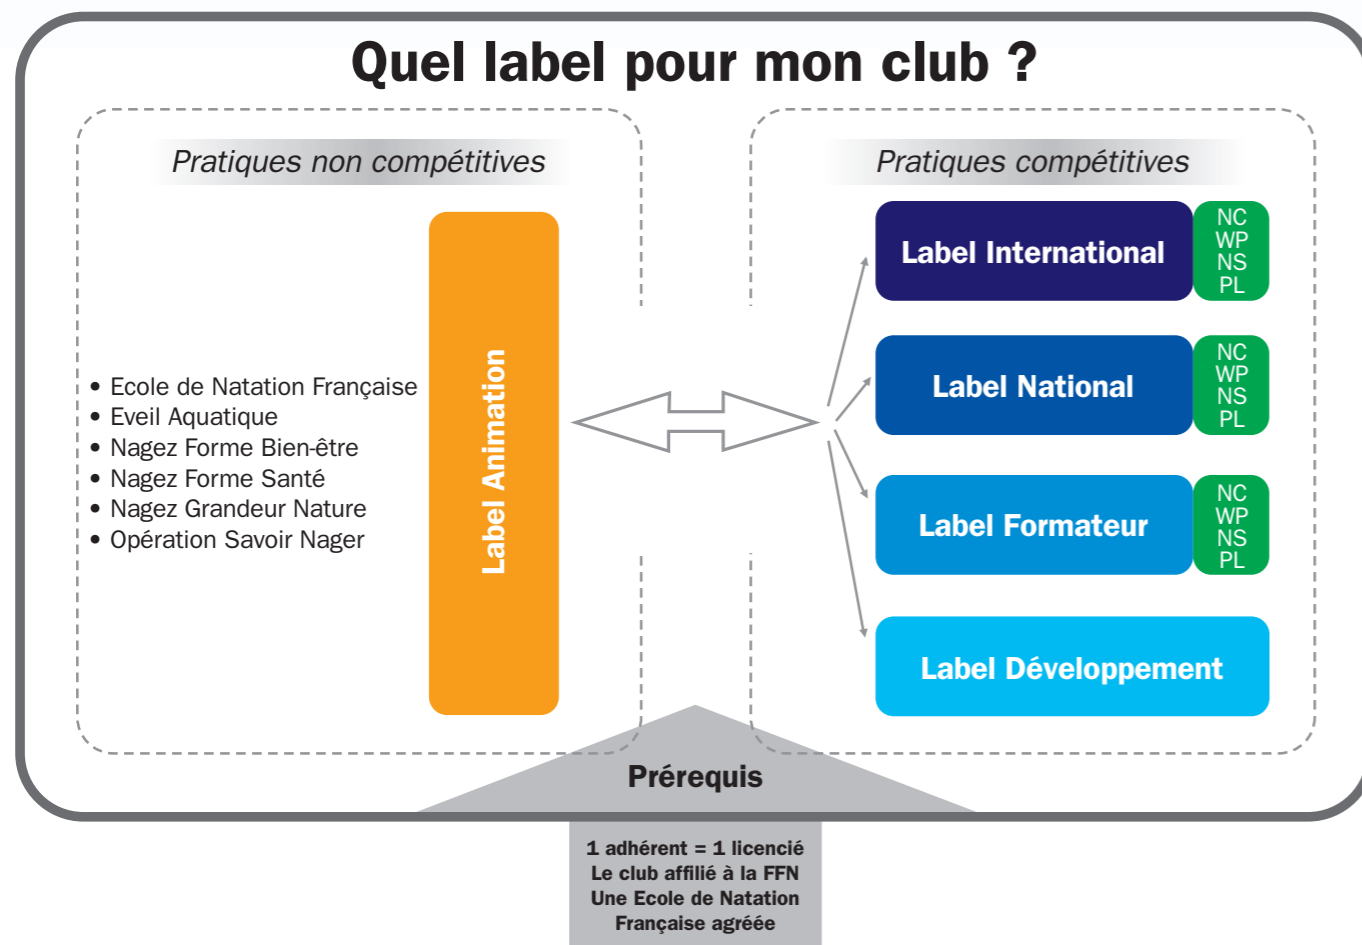 Quel label pour mon club ?
Pratiques non compétitives
• Ecole de Natation Française
• Eveil Aquatique
• Nagez Forme Bien-être
• Nagez Forme Santé
• Nagez Grandeur Nature
• Opération Savoir Nager
Label Animation
Pratiques compétitives
Label International
NC
WP
NS
PL
Label National
NC
WP
NS
PL
Label Formateur
NC
WP
NS
PL
Label Développement
Prérequis
1 adhérent = 1 licencié
Le club affilié à la FFN
Une Ecole de Natation
Française agréée